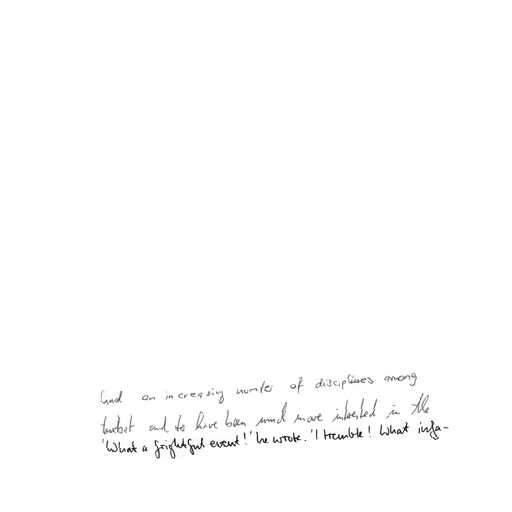 had an increasing number of disciplines among
turbot and to have been much more interested in the
'What a frightful event!' he wrote. 'I tremble! What infa-